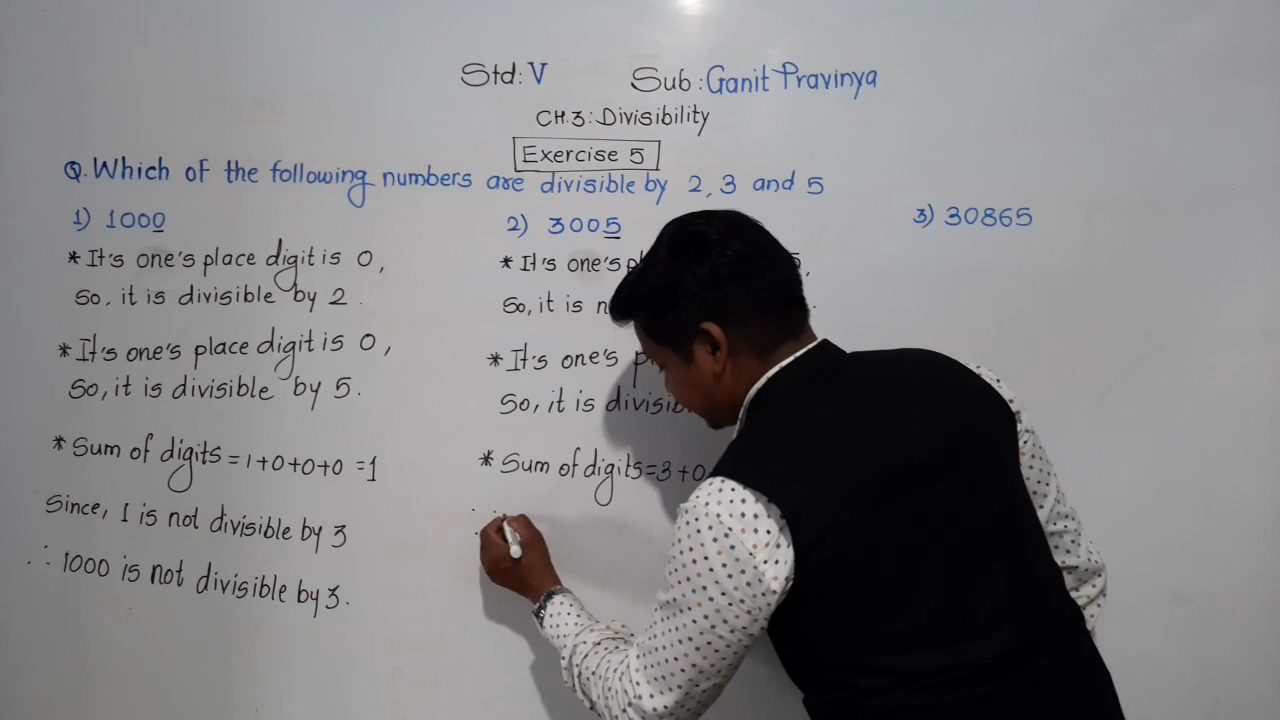 Std: V Sub: Ganit Pravinya
CH.3: Divisibility
Exercise 5
Q. Which of the following numbers are divisible by 2, 3 and 5
1) 1000
* It's one's place digit is 0,
So, it is divisible by 2.
* It's one's place digit is 0,
So, it is divisible by 5.
* Sum of digits = 1+0+0+0 = 1
Since, 1 is not divisible by 3
∴ 1000 is not divisible by 3.
2) 3005
* It's one's
So, it is
* It's one's
So, it is
* Sum of digits = 3 + 0
3) 30865